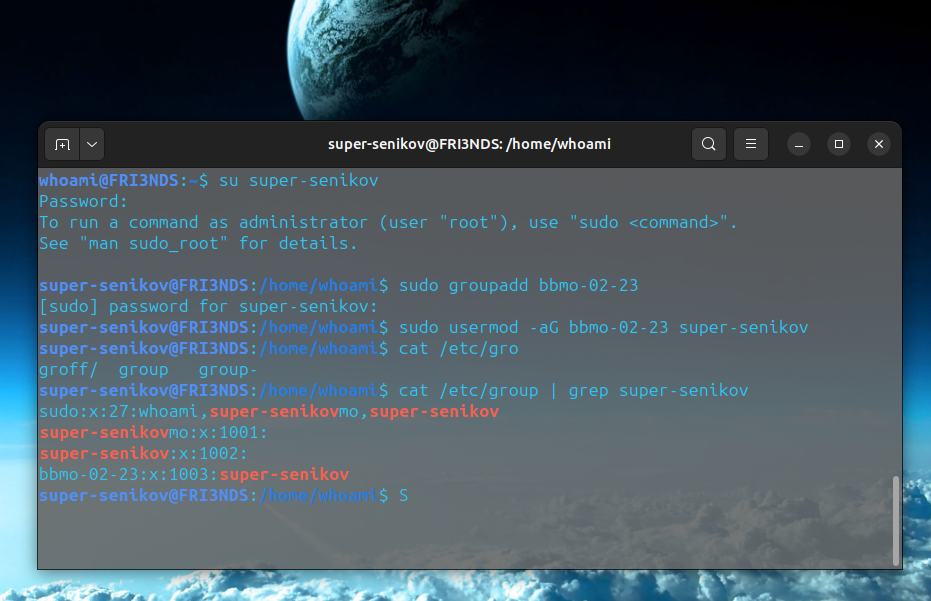 super-senikov@FRI3NDS: /home/whoami
whoami@FRI3NDS:~$ su super-senikov
Password:
To run a command as administrator (user "root"), use "sudo <command>".
See "man sudo_root" for details.

super-senikov@FRI3NDS:/home/whoami$ sudo groupadd bbmo-02-23
[sudo] password for super-senikov:
super-senikov@FRI3NDS:/home/whoami$ sudo usermod -aG bbmo-02-23 super-senikov
super-senikov@FRI3NDS:/home/whoami$ cat /etc/gro
groff/  group   group-
super-senikov@FRI3NDS:/home/whoami$ cat /etc/group | grep super-senikov
sudo:x:27:whoami,super-senikovmo,super-senikov
super-senikovmo:x:1001:
super-senikov:x:1002:
bbmo-02-23:x:1003:super-senikov
super-senikov@FRI3NDS:/home/whoami$ S